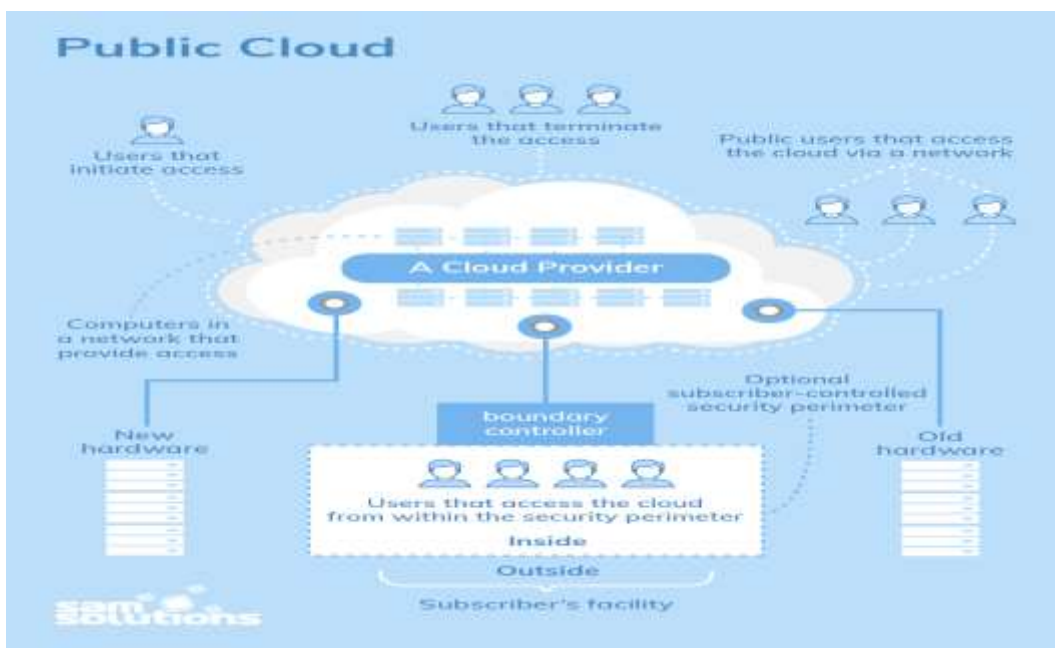 Public Cloud
Users that terminate
the access
Users that
initiate access
Public users that access
the cloud via a network
A Cloud Provider
Computers in
a network that
provide access
Optional
subscriber-controlled
security perimeter
boundary
controller
New
hardware
Old
hardware
Users that access the cloud
from within the security perimeter
Inside
Outside
Subscriber's facility
sam
solutions